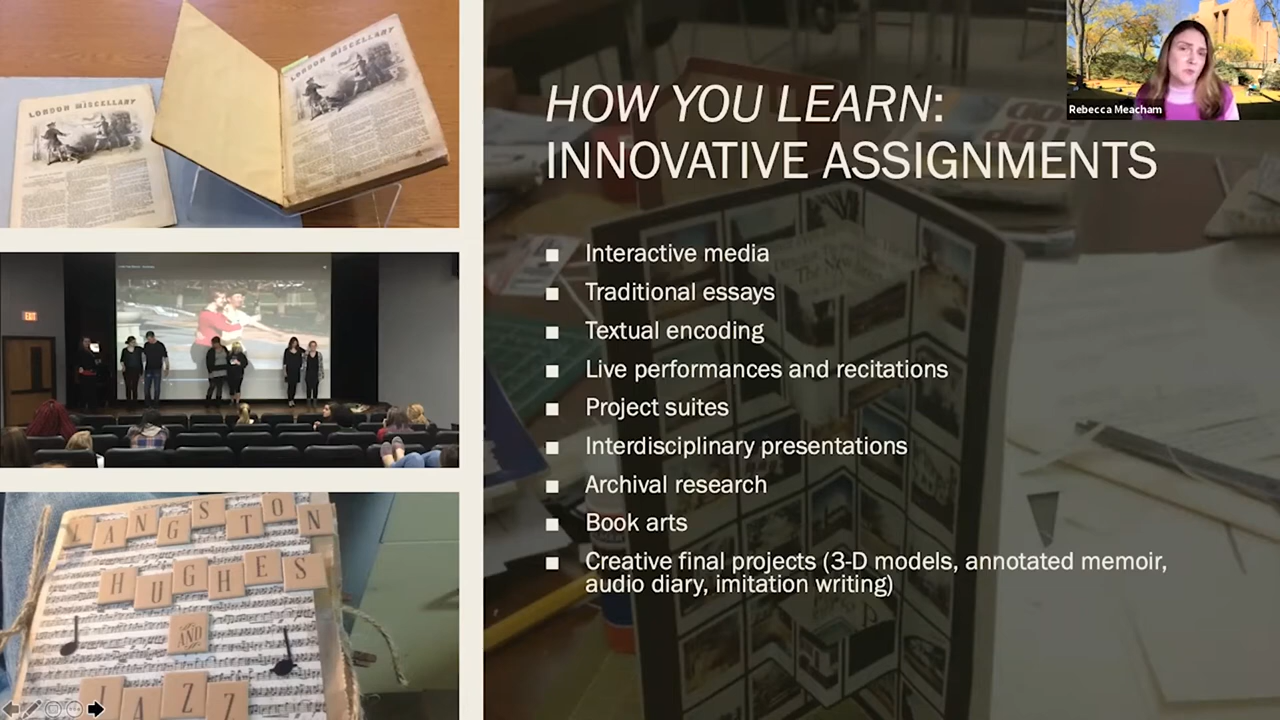 LONDON MISCELLANY
LONDON MISCELLANY
EXIT
LANGSTON
HUGHES
AND
JAZZ
HOW YOU LEARN:
INNOVATIVE ASSIGNMENTS
Rebecca Meacham
■ Interactive media
■ Traditional essays
■ Textual encoding
■ Live performances and recitations
■ Project suites
■ Interdisciplinary presentations
■ Archival research
■ Book arts
■ Creative final projects (3-D models, annotated memoir,
audio diary, imitation writing)